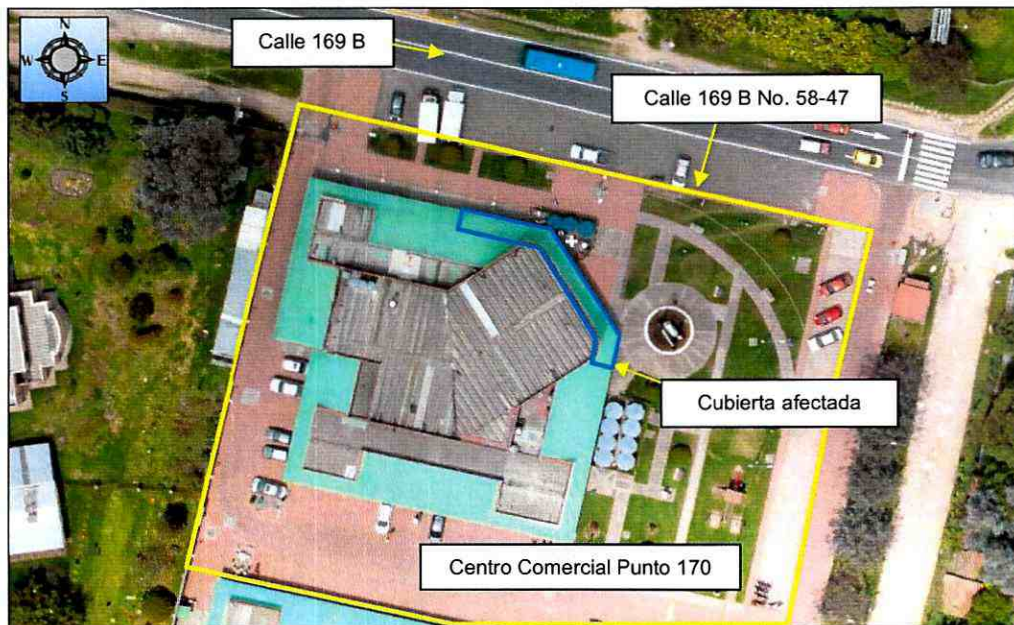 N
W E
S
Calle 169 B
Calle 169 B No. 58-47
Cubierta afectada
Centro Comercial Punto 170